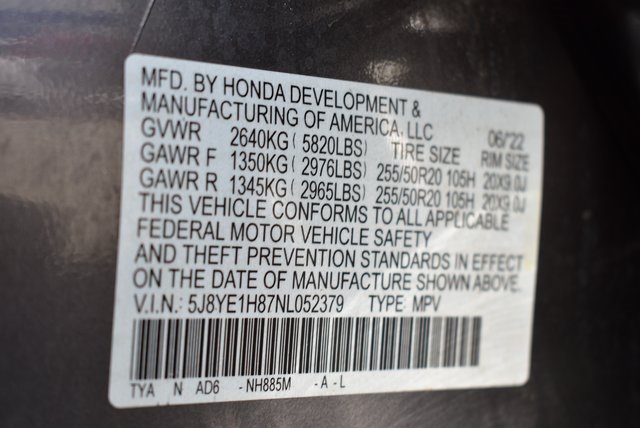 MFD. BY HONDA DEVELOPMENT &
MANUFACTURING OF AMERICA, LLC 06/22
GVWR 2640KG ( 5820LBS) TIRE SIZE RIM SIZE
GAWR F 1350KG ( 2976LBS) 255/50R20 105H 20X9.0J
GAWR R 1345KG ( 2965LBS) 255/50R20 105H 20X9.0J
THIS VEHICLE CONFORMS TO ALL APPLICABLE
FEDERAL MOTOR VEHICLE SAFETY
AND THEFT PREVENTION STANDARDS IN EFFECT
ON THE DATE OF MANUFACTURE SHOWN ABOVE.
V.I.N.: 5J8YE1H87NL052379 TYPE MPV
TYA N AD6 -NH885M -A-L